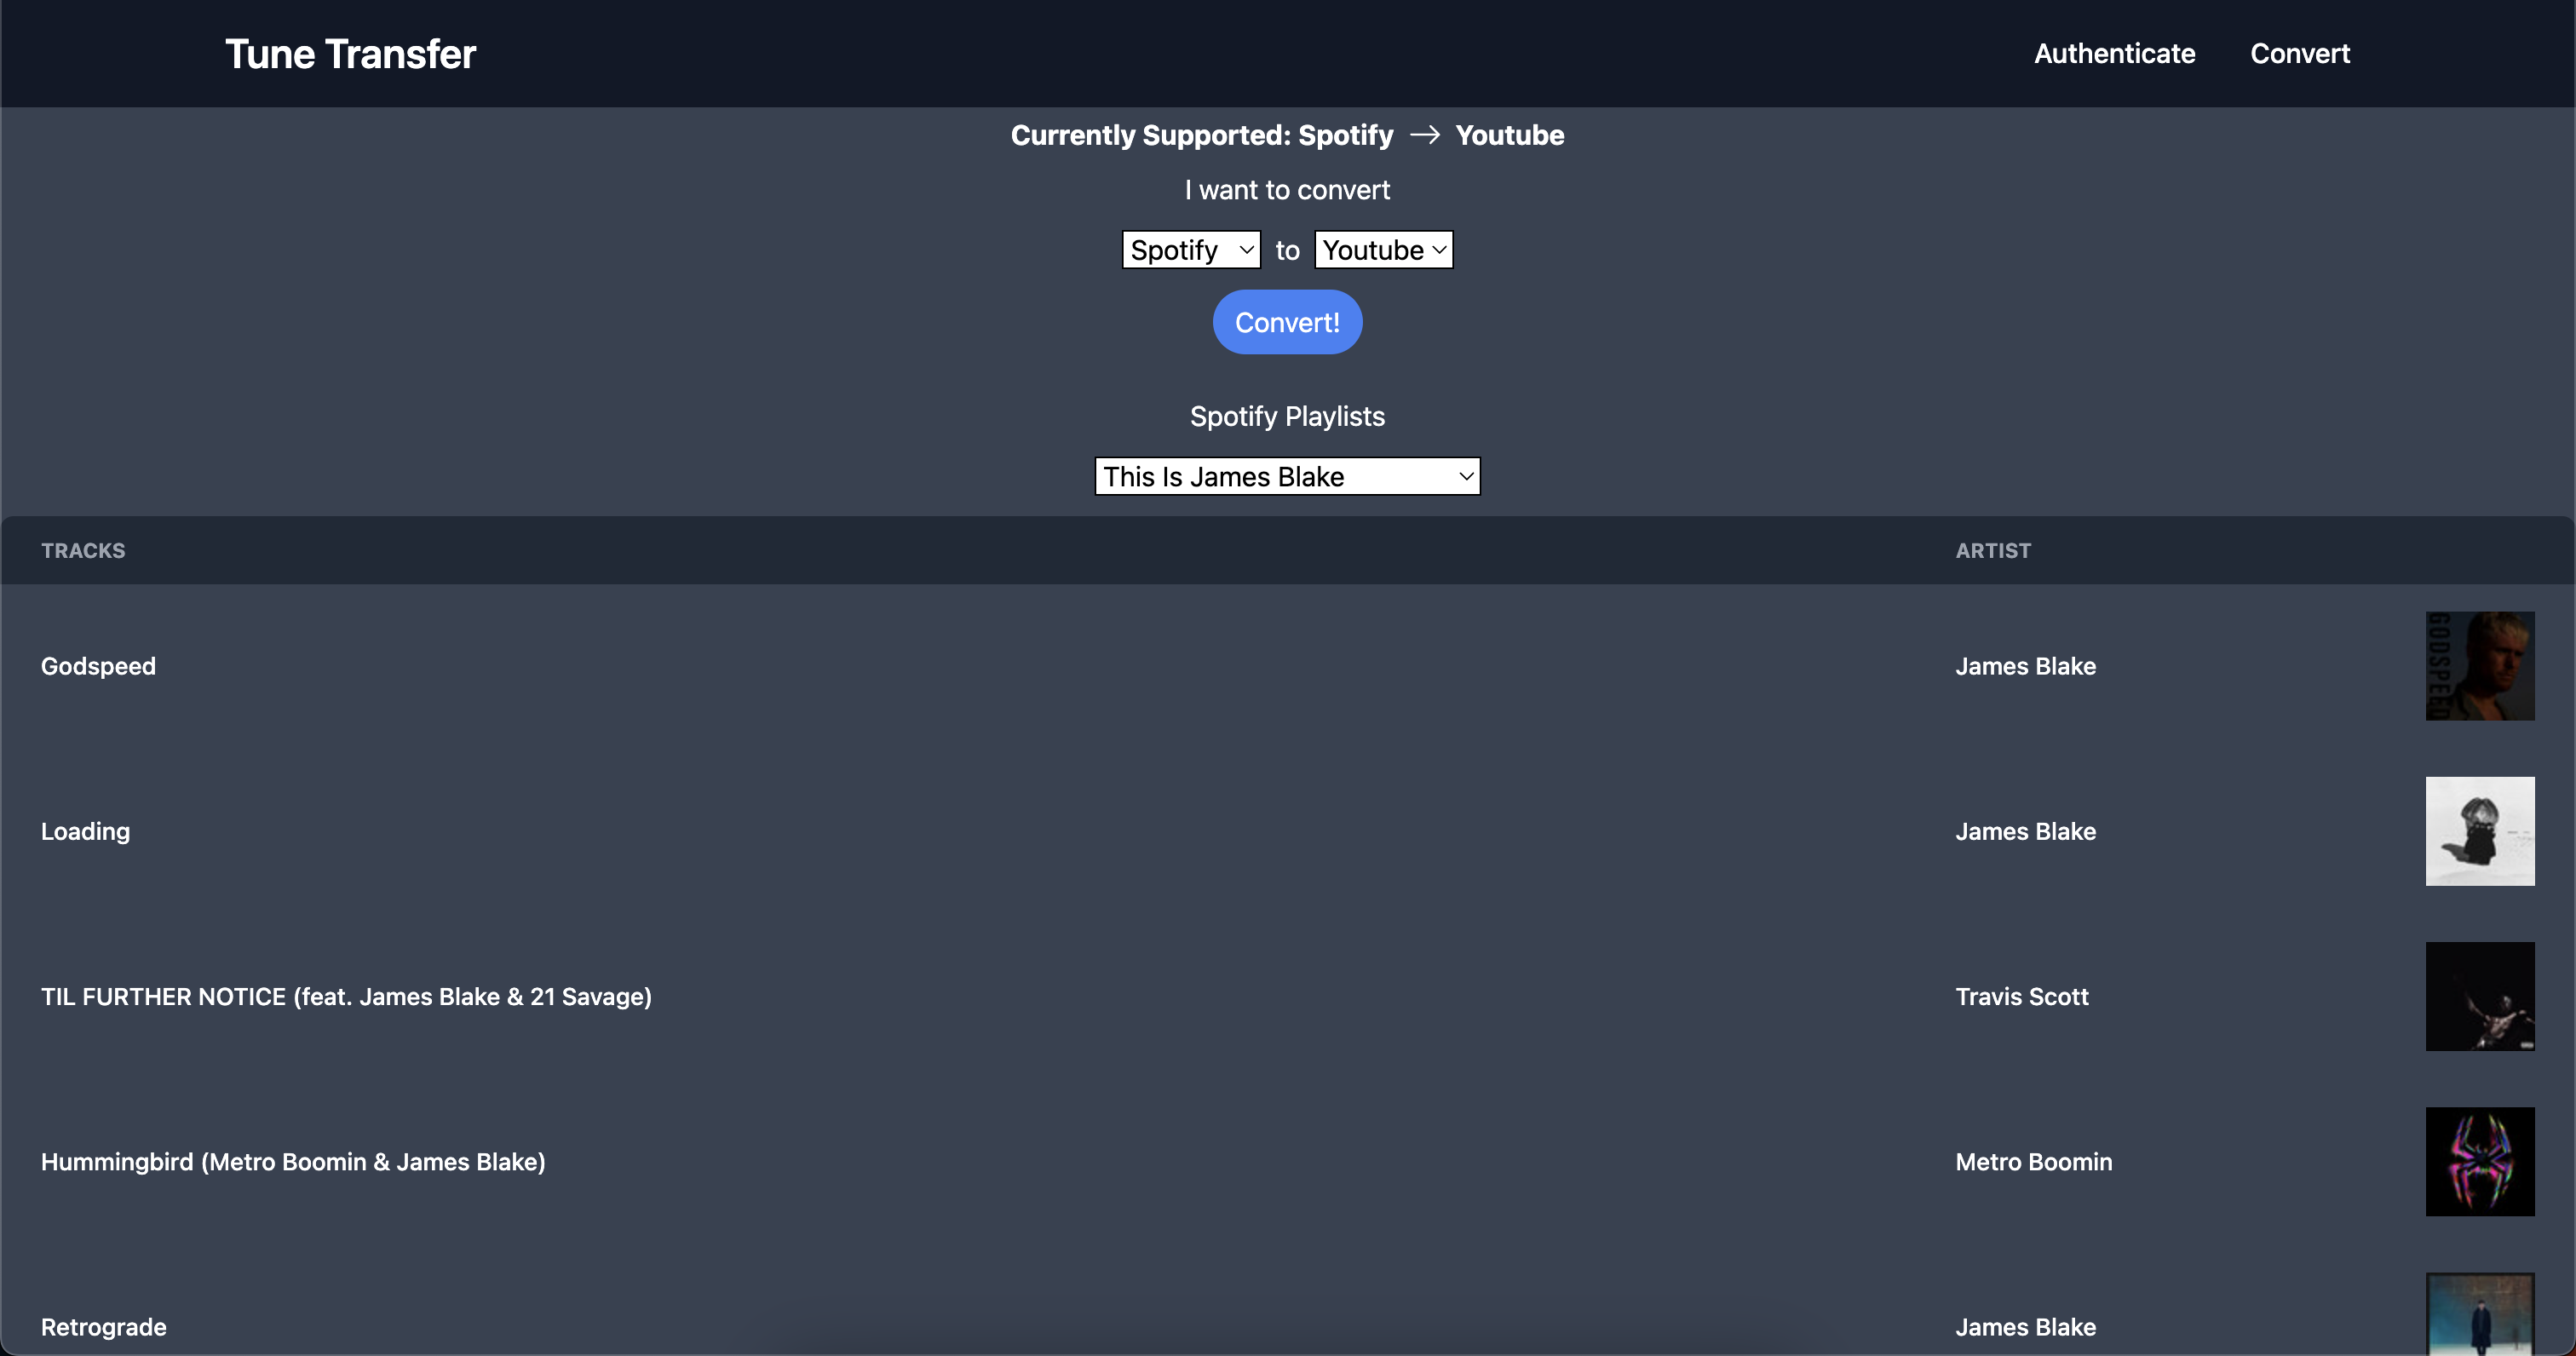 Tune Transfer
Authenticate
Convert
Currently Supported: Spotify → Youtube
I want to convert
Spotify to Youtube
Convert!
Spotify Playlists
This Is James Blake
TRACKS ARTIST
Godspeed James Blake
GODSPEED
Loading James Blake
TIL FURTHER NOTICE (feat. James Blake & 21 Savage) Travis Scott
Hummingbird (Metro Boomin & James Blake) Metro Boomin
Retrograde James Blake